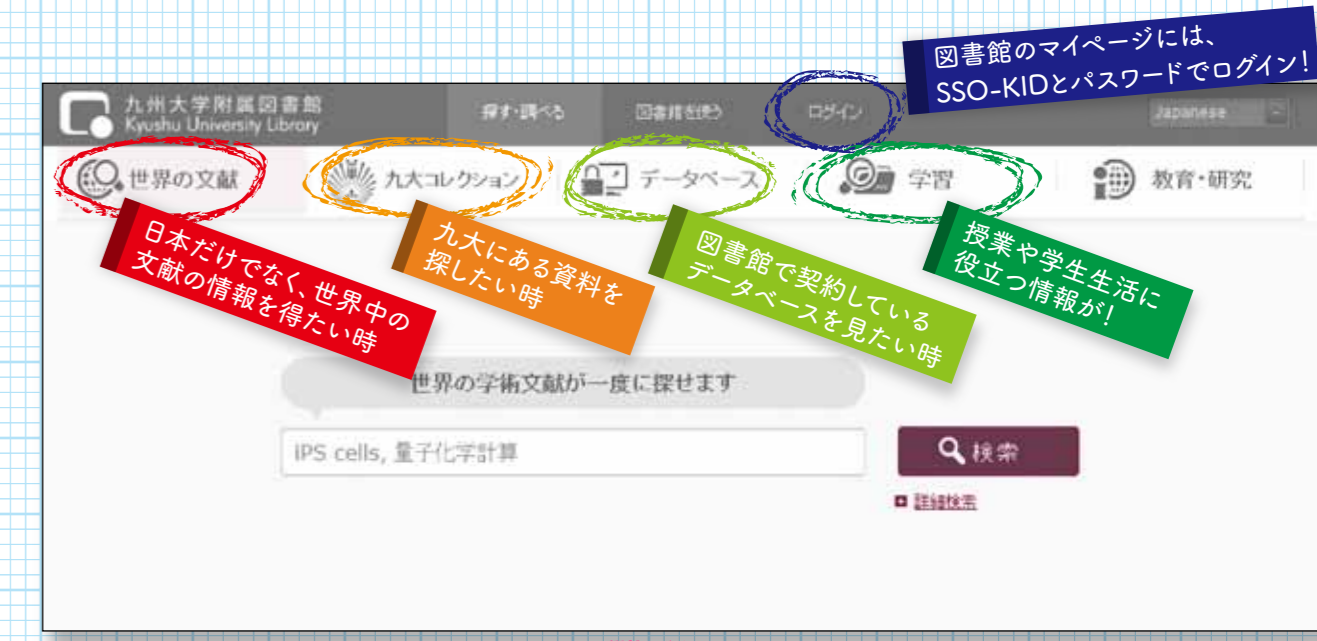 図書館のマイページには、
SSO-KIDとパスワードでログイン!
九州大学附属図書館
Kyushu University Library
探す・調べる
図書館を使う
ログイン
Japanese
世界の文献
九大コレクション
データベース
学習
教育・研究
日本だけでなく、世界中の
文献の情報を得たい時
九大にある資料を
探したい時
図書館で契約している
データベースを見たい時
授業や学生生活に
役立つ情報が!
世界の学術文献が一度に探せます
iPS cells, 量子化学計算
検索
詳細検索